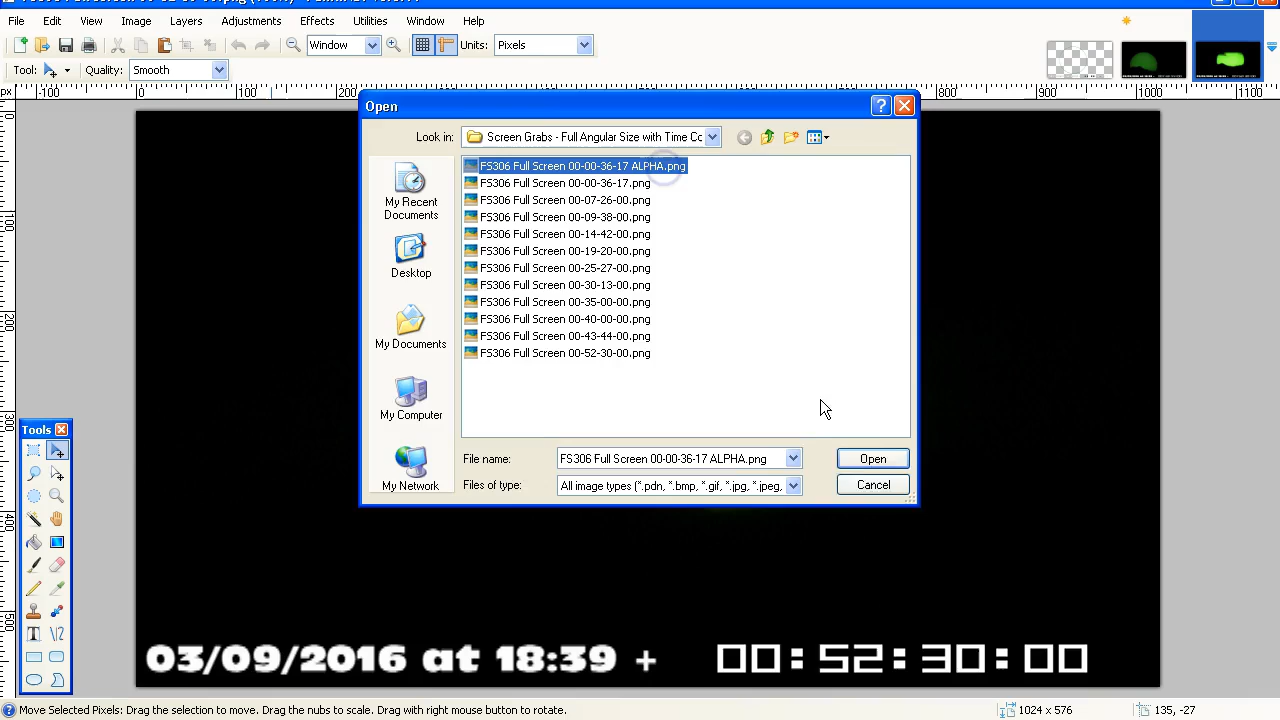 File Edit View Image Layers Adjustments Effects Utilities Window Help
Window Units: Pixels
Tool: Quality: Smooth
px -100 0 100 200 900 1000 1100
Open
Look in: Screen Grabs - Full Angular Size with Time Cc
FS306 Full Screen 00-00-36-17 ALPHA.png
FS306 Full Screen 00-00-36-17.png
FS306 Full Screen 00-07-26-00.png
FS306 Full Screen 00-09-38-00.png
FS306 Full Screen 00-14-42-00.png
FS306 Full Screen 00-19-20-00.png
FS306 Full Screen 00-25-27-00.png
FS306 Full Screen 00-30-13-00.png
FS306 Full Screen 00-35-00-00.png
FS306 Full Screen 00-40-00-00.png
FS306 Full Screen 00-43-44-00.png
FS306 Full Screen 00-52-30-00.png
My Recent
Documents
Desktop
My Documents
My Computer
My Network
File name: FS306 Full Screen 00-00-36-17 ALPHA.png Open
Files of type: All image types (*.pdn, *.bmp, *.gif, *.jpg, *.jpeg, Cancel
Tools
03/09/2016 at 18:39 + 00:52:30:00
Move Selected Pixels: Drag the selection to move. Drag the nubs to scale. Drag with right mouse button to rotate. 1024 x 576 135, -27